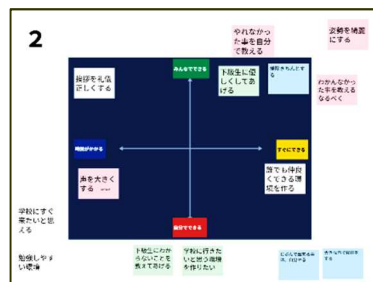 2
やれなかっ
た事を自分
で教える
姿勢を綺麗
にする
挨拶を礼儀
正しくする
みんなでできる
下級生に優
しくしてあ
げる
わかんなかっ
た事を教える
なるべく
時間がかかる
すぐにできる
声を大きく
する
誰でも仲良
くできる環
境を作る
学校にすぐ
来たいと思
える
自分でできる
勉強しやす
い環境
下級生にわか
らないことを
教えてあげる
学校に行きた
いと思う環境
を作りたい